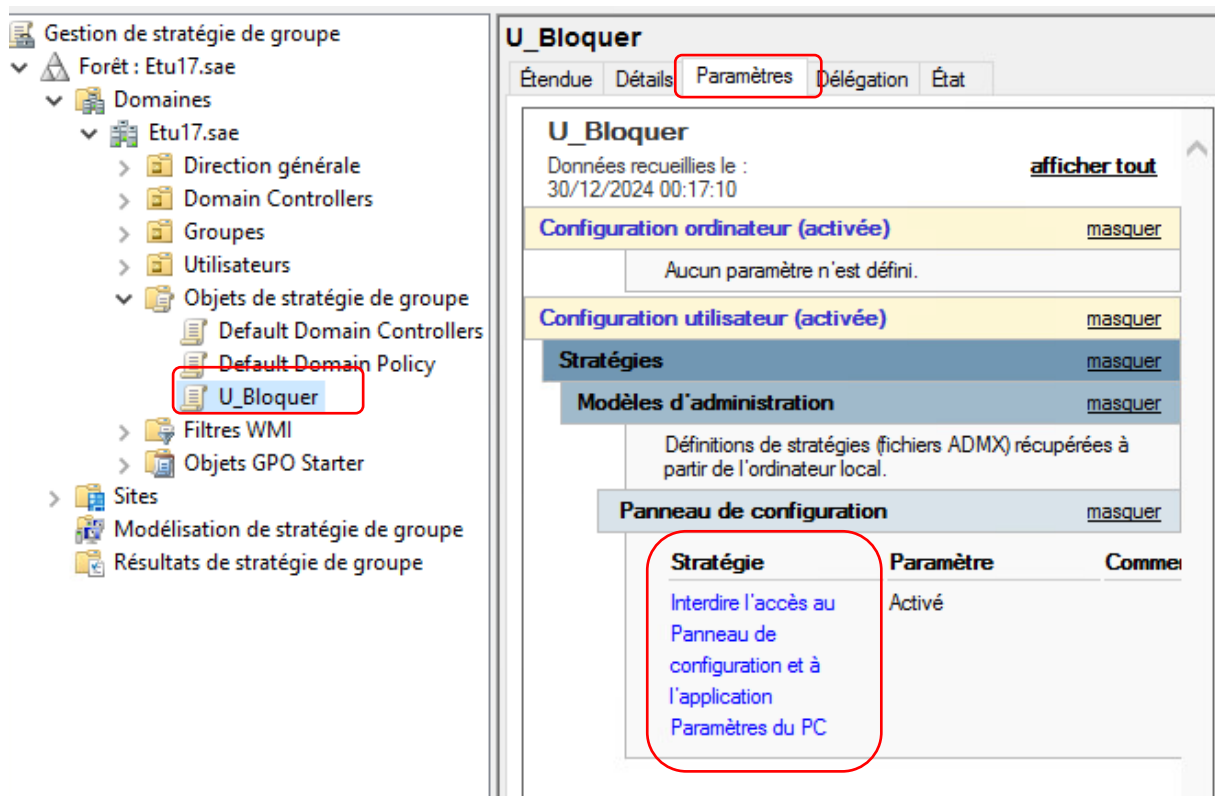 Gestion de stratégie de groupe
Forêt : Etu17.sae
Domaines
Etu17.sae
Direction générale
Domain Controllers
Groupes
Utilisateurs
Objets de stratégie de groupe
Default Domain Controllers
Default Domain Policy
U_Bloquer
Filtres WMI
Objets GPO Starter
Sites
Modélisation de stratégie de groupe
Résultats de stratégie de groupe
U_Bloquer
Étendue Détails Paramètres Délégation État
U_Bloquer
Données recueillies le :
30/12/2024 00:17:10
afficher tout
Configuration ordinateur (activée) masquer
Aucun paramètre n'est défini.
Configuration utilisateur (activée) masquer
Stratégies masquer
Modèles d'administration masquer
Définitions de stratégies (fichiers ADMX) récupérées à
partir de l'ordinateur local.
Panneau de configuration masquer
Stratégie Paramètre Comme
Interdire l'accès au Activé
Panneau de
configuration et à
l'application
Paramètres du PC